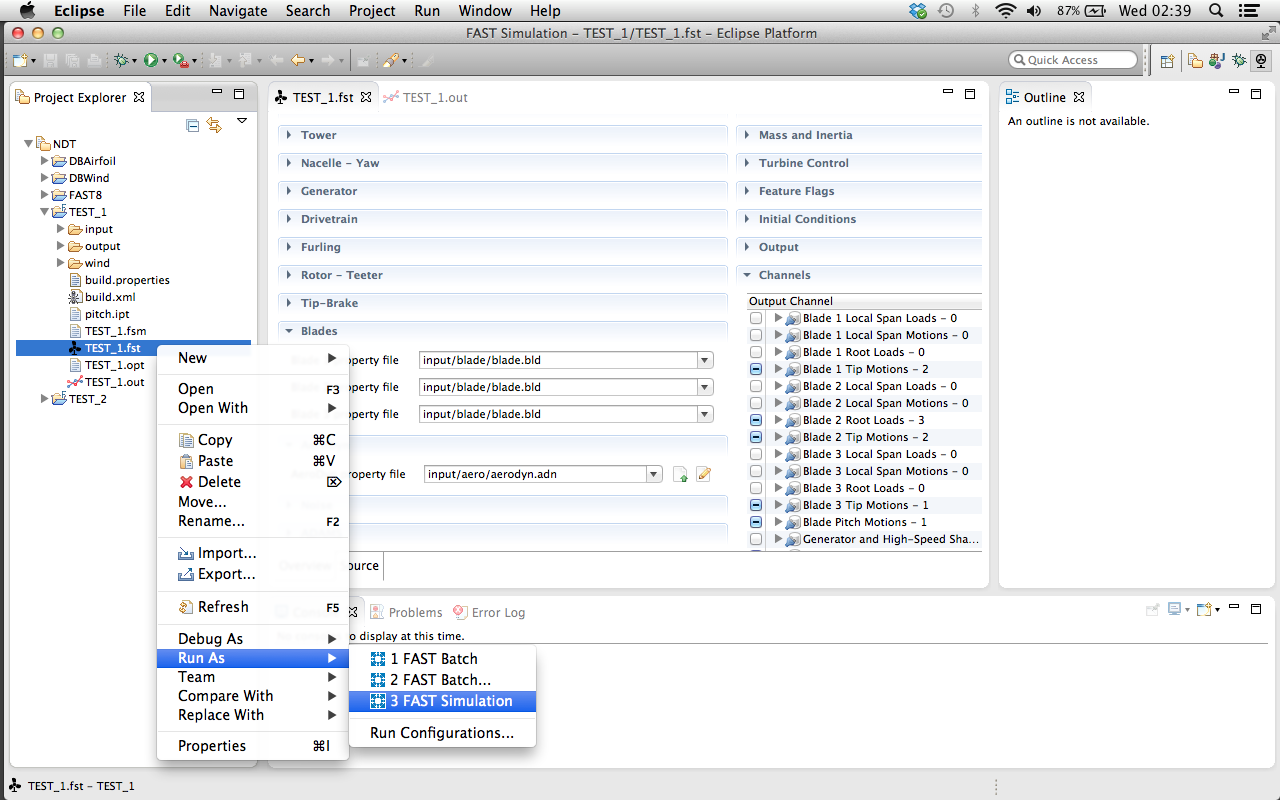 Eclipse File Edit Navigate Search Project Run Window Help 87% Wed 02:39
FAST Simulation – TEST_1/TEST_1.fst – Eclipse Platform
Quick Access
Project Explorer
NDT
DBAirfoil
DBWind
FAST8
TEST_1
input
output
wind
build.properties
build.xml
pitch.ipt
TEST_1.fsm
TEST_1.fst
TEST_1.opt
TEST_1.out
TEST_2
New
Open F3
Open With
Copy ⌘C
Paste ⌘V
Delete ⌦
Move...
Rename... F2
Import...
Export...
Refresh F5
Debug As
Run As
Team
Compare With
Replace With
Properties ⌘I
1 FAST Batch
2 FAST Batch...
3 FAST Simulation
Run Configurations...
TEST_1.fst TEST_1.out
Tower
Nacelle – Yaw
Generator
Drivetrain
Furling
Rotor – Teeter
Tip-Brake
Blades
operty file input/blade/blade.bld
operty file input/blade/blade.bld
operty file input/blade/blade.bld
operty file input/aero/aerodyn.adn
ource
Mass and Inertia
Turbine Control
Feature Flags
Initial Conditions
Output
Channels
Output Channel
Blade 1 Local Span Loads – 0
Blade 1 Local Span Motions – 0
Blade 1 Root Loads – 0
Blade 1 Tip Motions – 2
Blade 2 Local Span Loads – 0
Blade 2 Local Span Motions – 0
Blade 2 Root Loads – 3
Blade 2 Tip Motions – 2
Blade 3 Local Span Loads – 0
Blade 3 Local Span Motions – 0
Blade 3 Root Loads – 0
Blade 3 Tip Motions – 1
Blade Pitch Motions – 1
Generator and High-Speed Sha...
Outline
An outline is not available.
Problems Error Log
o display at this time.
TEST_1.fst – TEST_1